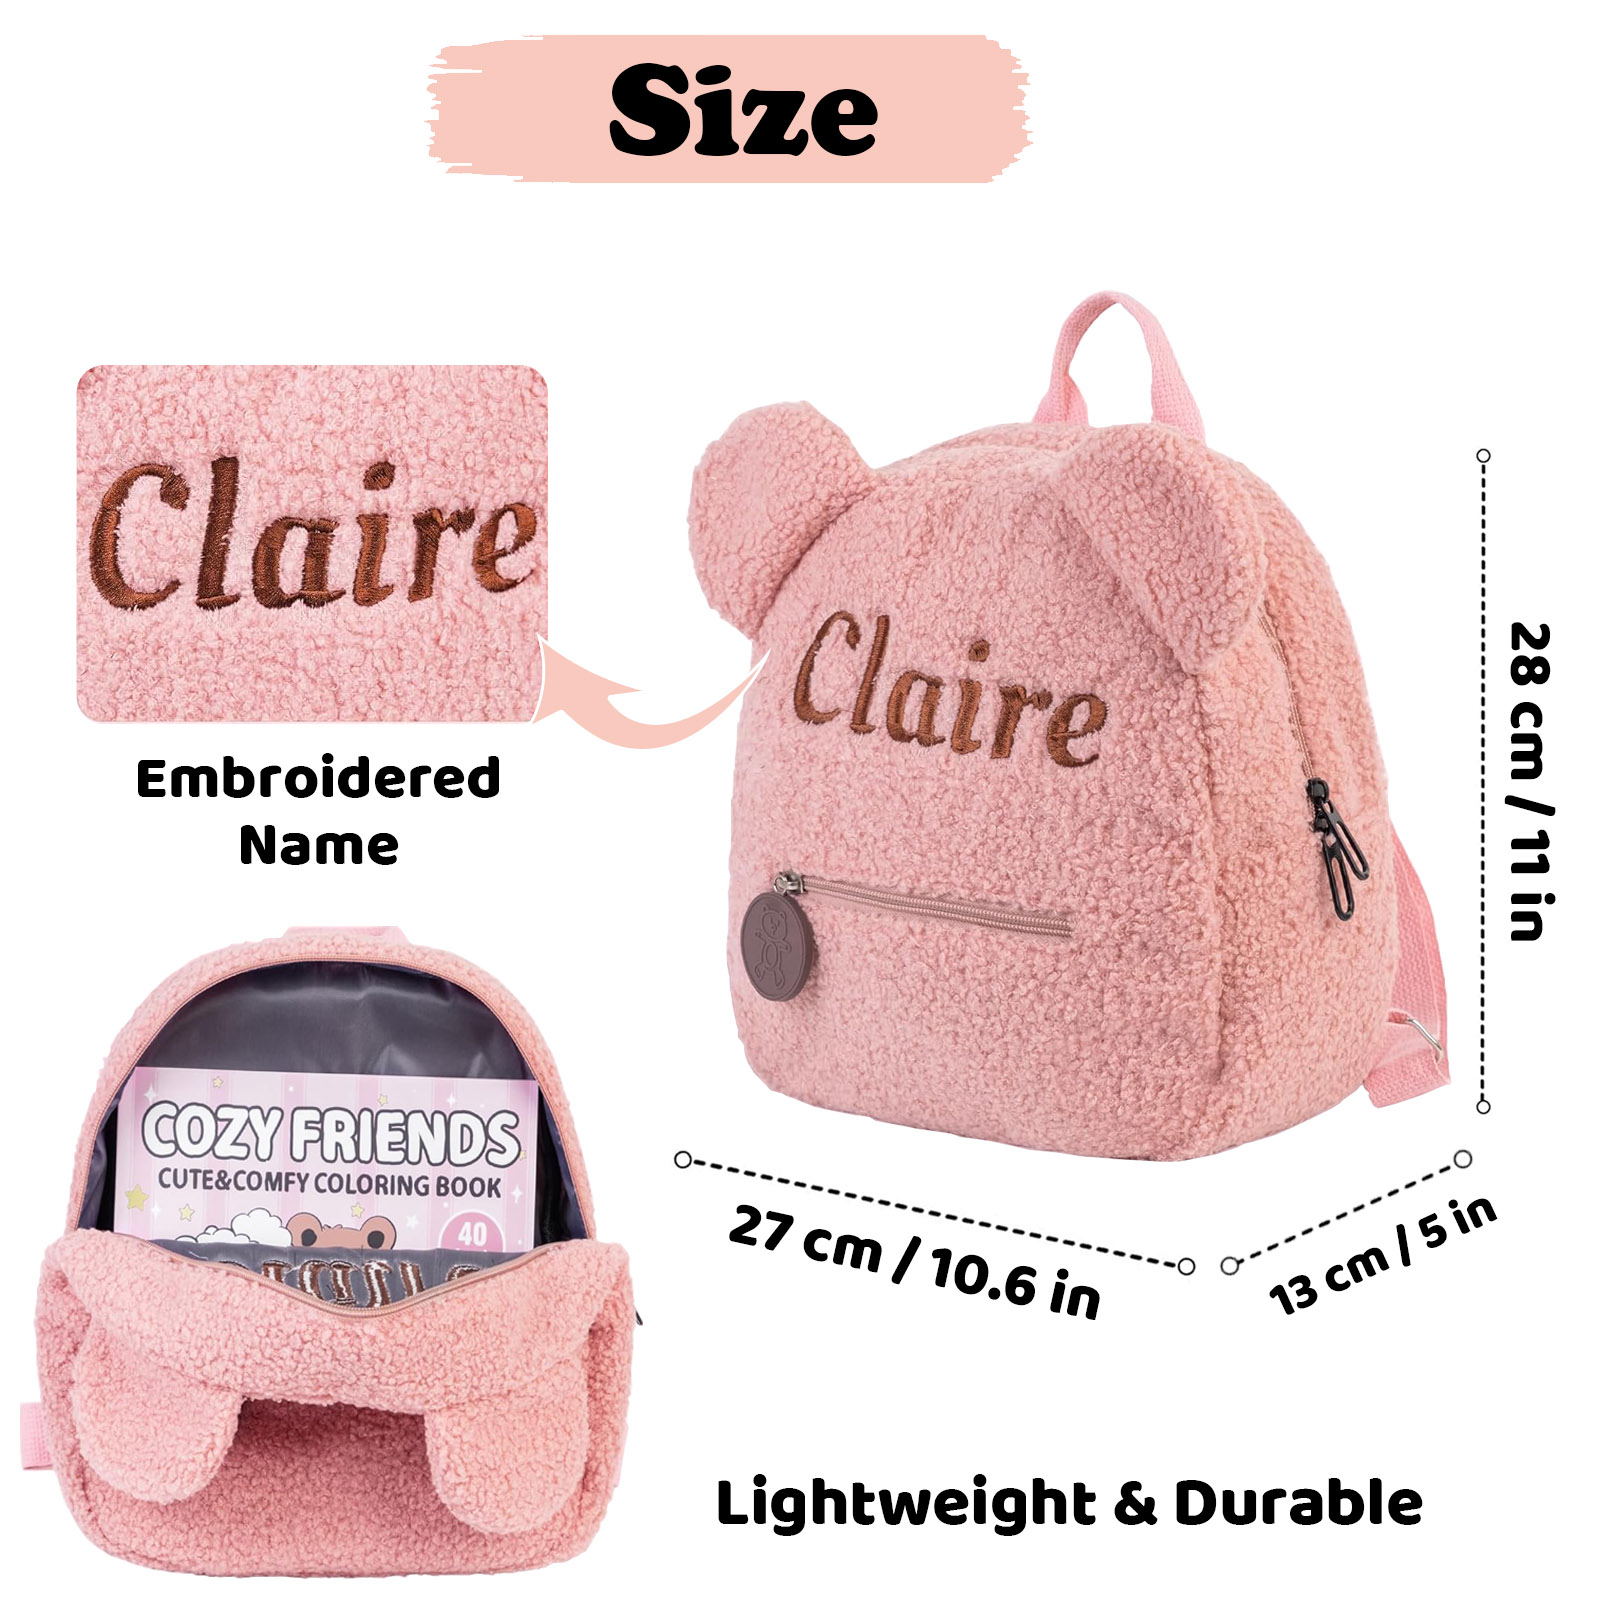 Size
Claire
Claire
Embroidered
Name
28 cm / 11 in
COZY FRIENDS
CUTE&COMFY COLORING BOOK
40
27 cm / 10.6 in
13 cm / 5 in
Lightweight & Durable